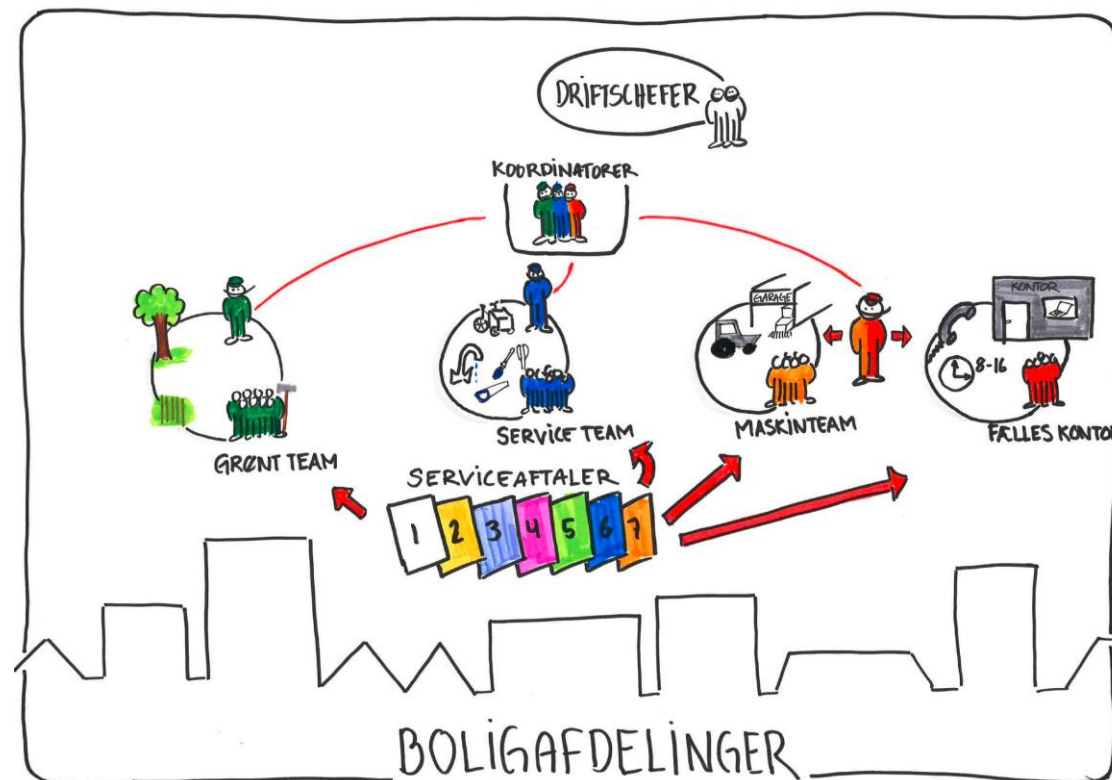 DRIFTSCHEFER
KOORDINATORER
GARAGE
KONTOR
8-16
GRØNT TEAM
SERVICE TEAM
MASKINTEAM
FÆLLES KONTOR
SERVICEAFTALER
1 2 3 4 5 6 7
BOLIGAFDELINGER